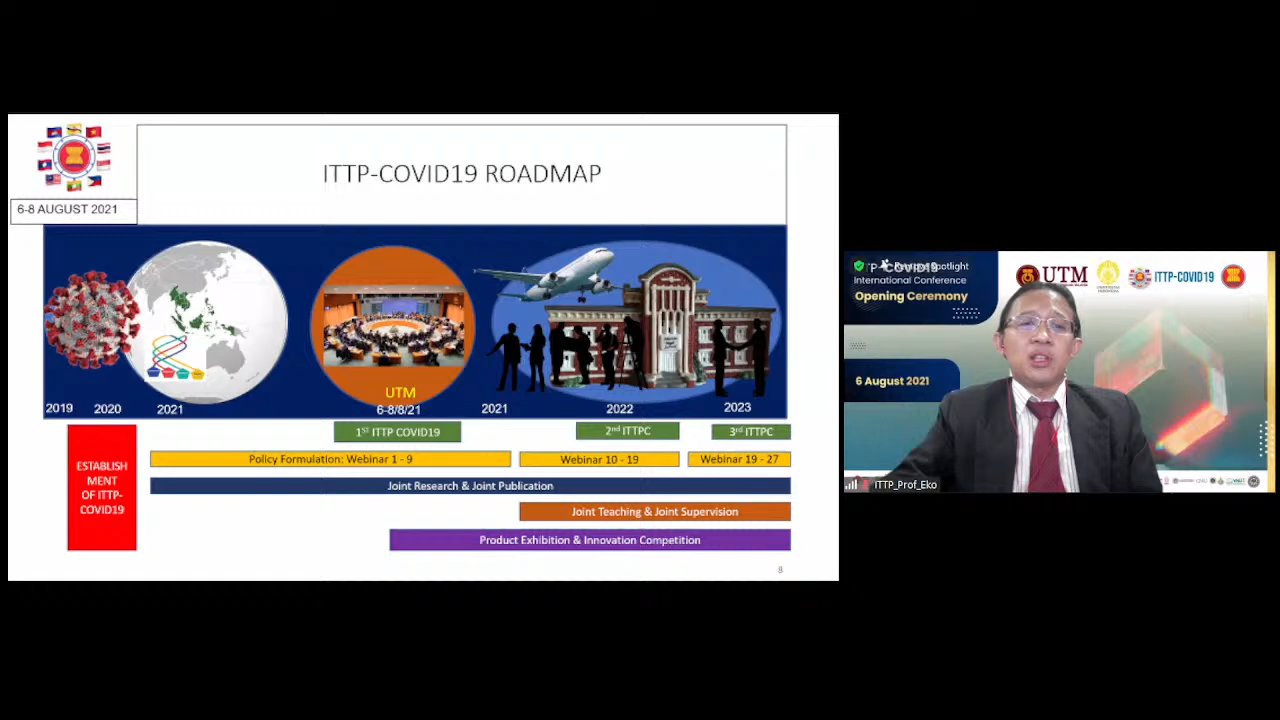 ITTP-COVID19 ROADMAP
6-8 AUGUST 2021
UTM
2019
2020
2021
6-8/8/21
2021
2022
2023
1ST ITTP COVID19
2nd ITTPC
3rd ITTPC
ESTABLISH
MENT
OF ITTP-
COVID19
Policy Formulation: Webinar 1 - 9
Webinar 10 - 19
Webinar 19 - 27
Joint Research & Joint Publication
Joint Teaching & Joint Supervision
Product Exhibition & Innovation Competition
8
International Conference
Opening Ceremony
6 August 2021
UTM
ITTP-COVID19
ITTP_Prof_Eko